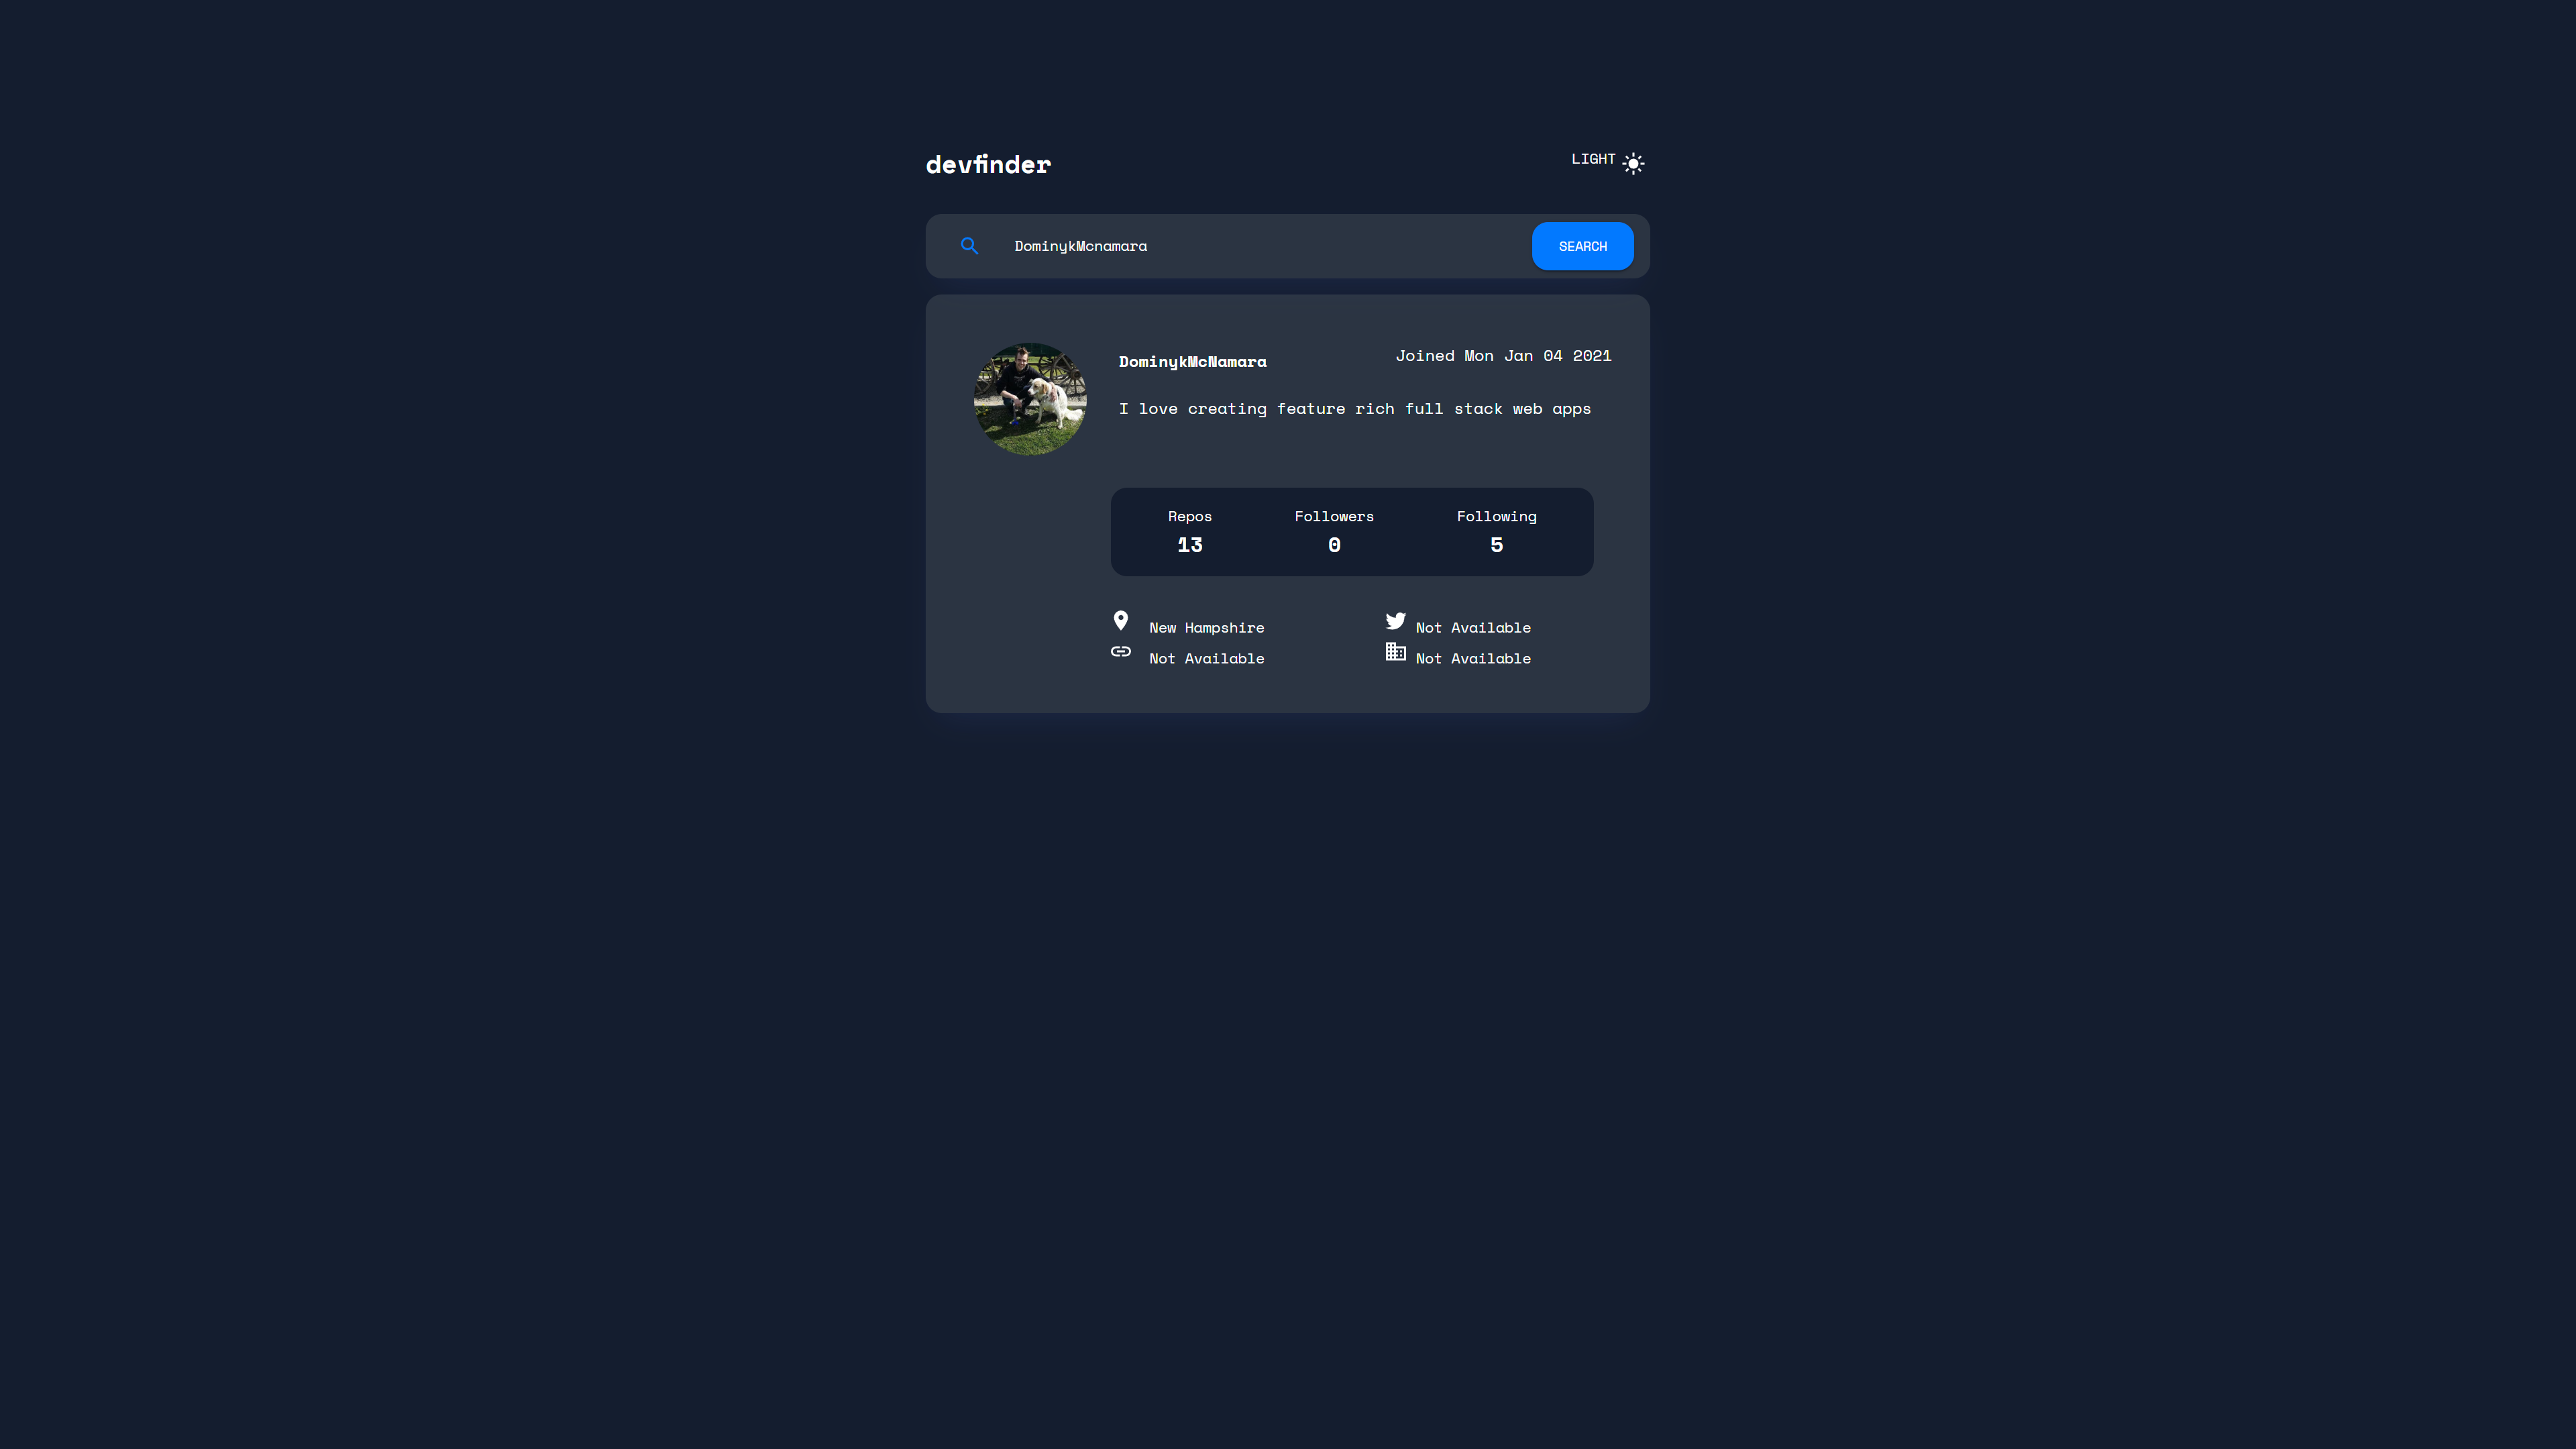 devfinder
LIGHT
DominykMcnamara
SEARCH
DominykMcNamara
Joined Mon Jan 04 2021
I love creating feature rich full stack web apps
Repos Followers Following
13 0 5
New Hampshire
Not Available
Not Available
Not Available